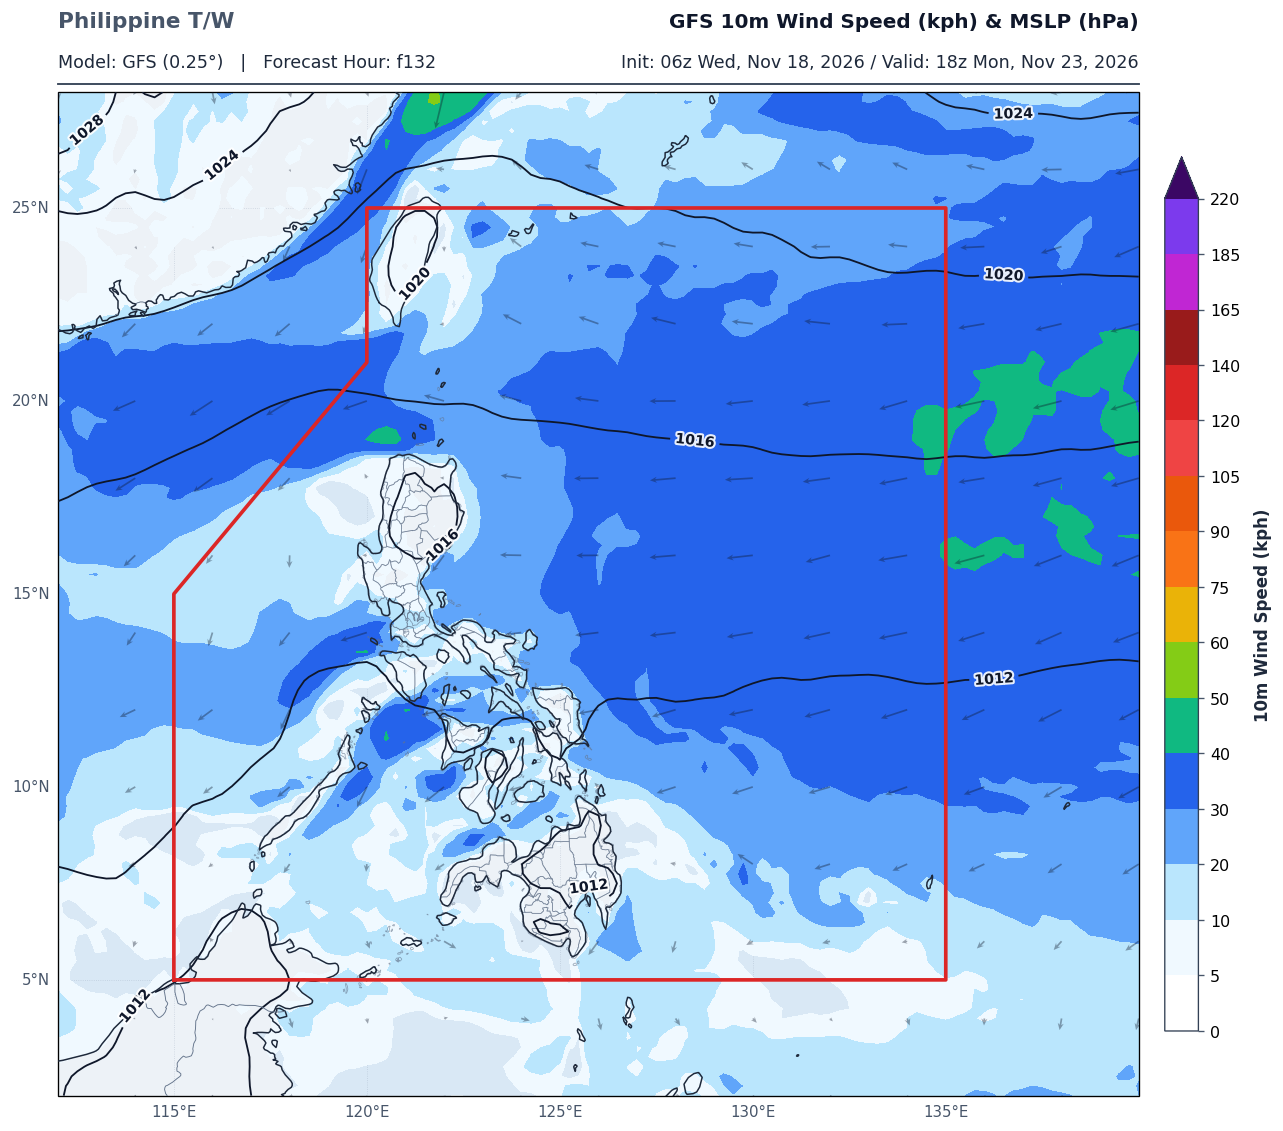 Philippine T/W
GFS 10m Wind Speed (kph) & MSLP (hPa)
Model: GFS (0.25°)   |   Forecast Hour: f132
Init: 06z Wed, Nov 18, 2026 / Valid: 18z Mon, Nov 23, 2026
1028
1024
1024
1020
1020
1016
1016
1012
1012
1012
25°N
20°N
15°N
10°N
5°N
115°E
120°E
125°E
130°E
135°E
220
185
165
140
120
105
90
75
60
50
40
30
20
10
5
0
10m Wind Speed (kph)